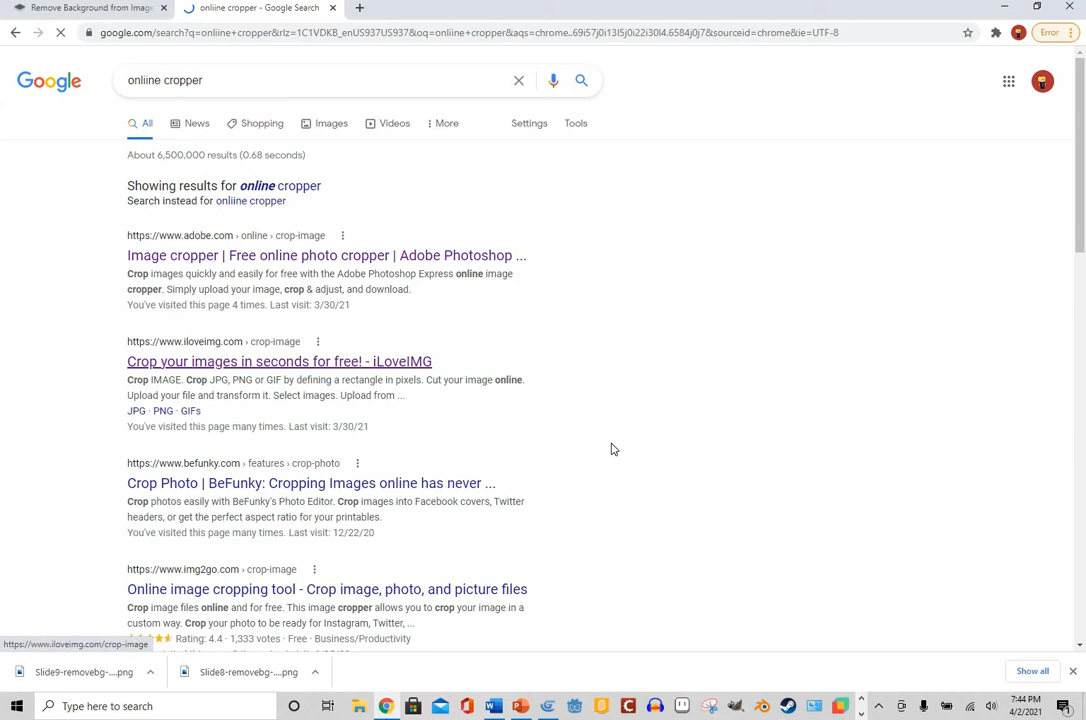 Remove Background from Image
onliine cropper - Google Search
google.com/search?q=onliine+cropper&rlz=1C1VDKB_enUS937US937&oq=onliine+cropper&aqs=chrome..69i57j0i13l5j0i22i30l4.6584j0j7&sourceid=chrome&ie=UTF-8
Error
Google
onliine cropper
All
News
Shopping
Images
Videos
More
Settings
Tools
About 6,500,000 results (0.68 seconds)
Showing results for online cropper
Search instead for onliine cropper
https://www.adobe.com › online › crop-image
Image cropper | Free online photo cropper | Adobe Photoshop ...
Crop images quickly and easily for free with the Adobe Photoshop Express online image
cropper. Simply upload your image, crop & adjust, and download.
You've visited this page 4 times. Last visit: 3/30/21
https://www.iloveimg.com › crop-image
Crop your images in seconds for free! - iLoveIMG
Crop IMAGE. Crop JPG, PNG or GIF by defining a rectangle in pixels. Cut your image online.
Upload your file and transform it. Select images. Upload from ...
JPG · PNG · GIFs
You've visited this page many times. Last visit: 3/30/21
https://www.befunky.com › features › crop-photo
Crop Photo | BeFunky: Cropping Images online has never ...
Crop photos easily with BeFunky's Photo Editor. Crop images into Facebook covers, Twitter
headers, or get the perfect aspect ratio for your printables.
You've visited this page many times. Last visit: 12/22/20
https://www.img2go.com › crop-image
Online image cropping tool - Crop image, photo, and picture files
Crop image files online and for free. This image cropper allows you to crop your image in a
custom way. Crop your photo to be ready for Instagram, Twitter, ...
Rating: 4.4 · 1,333 votes · Free · Business/Productivity
https://www.iloveimg.com/crop-image
Slide9-removebg-....png
Slide8-removebg-....png
Show all
Type here to search
7:44 PM
4/2/2021